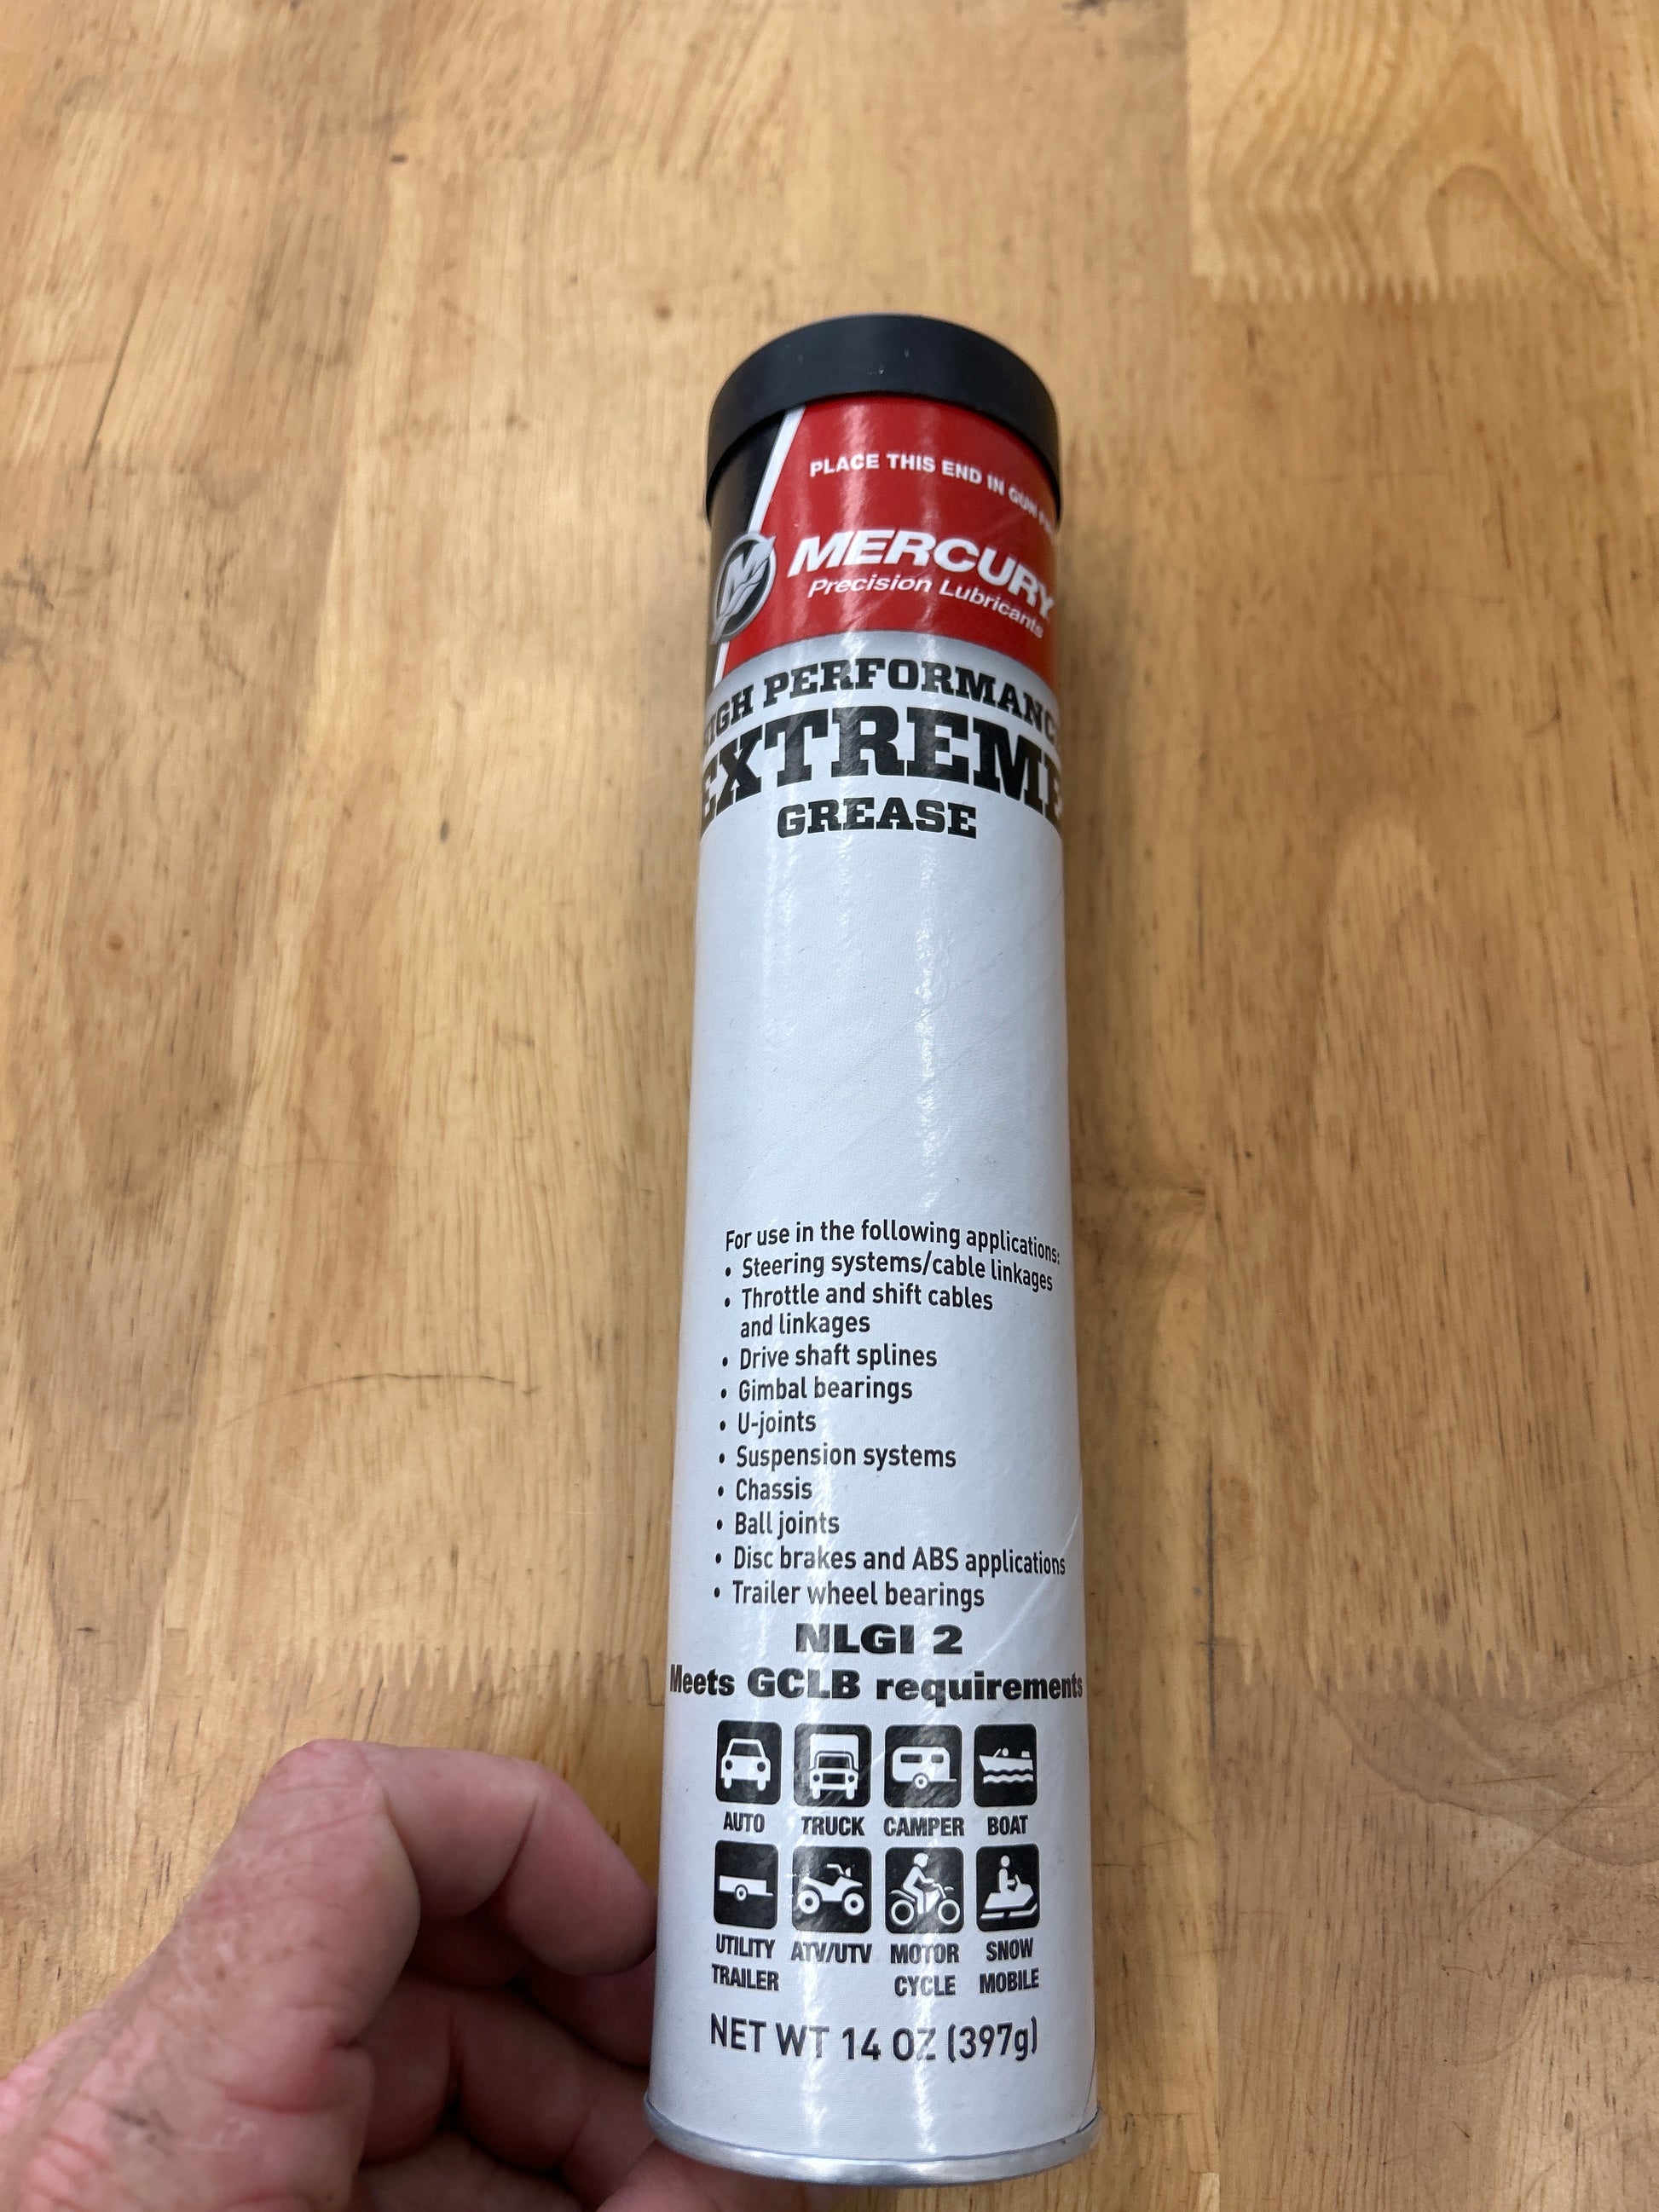 PLACE THIS END IN GUN
MERCURY
Precision Lubricants
HIGH PERFORMANCE
EXTREME
GREASE
For use in the following applications:
• Steering systems/cable linkages
• Throttle and shift cables
and linkages
• Drive shaft splines
• Gimbal bearings
• U-joints
• Suspension systems
• Chassis
• Ball joints
• Disc brakes and ABS applications
• Trailer wheel bearings
NLGI 2
Meets GCLB requirements
AUTO TRUCK CAMPER BOAT
UTILITY TRAILER ATV/UTV MOTOR CYCLE SNOW MOBILE
NET WT 14 OZ (397g)